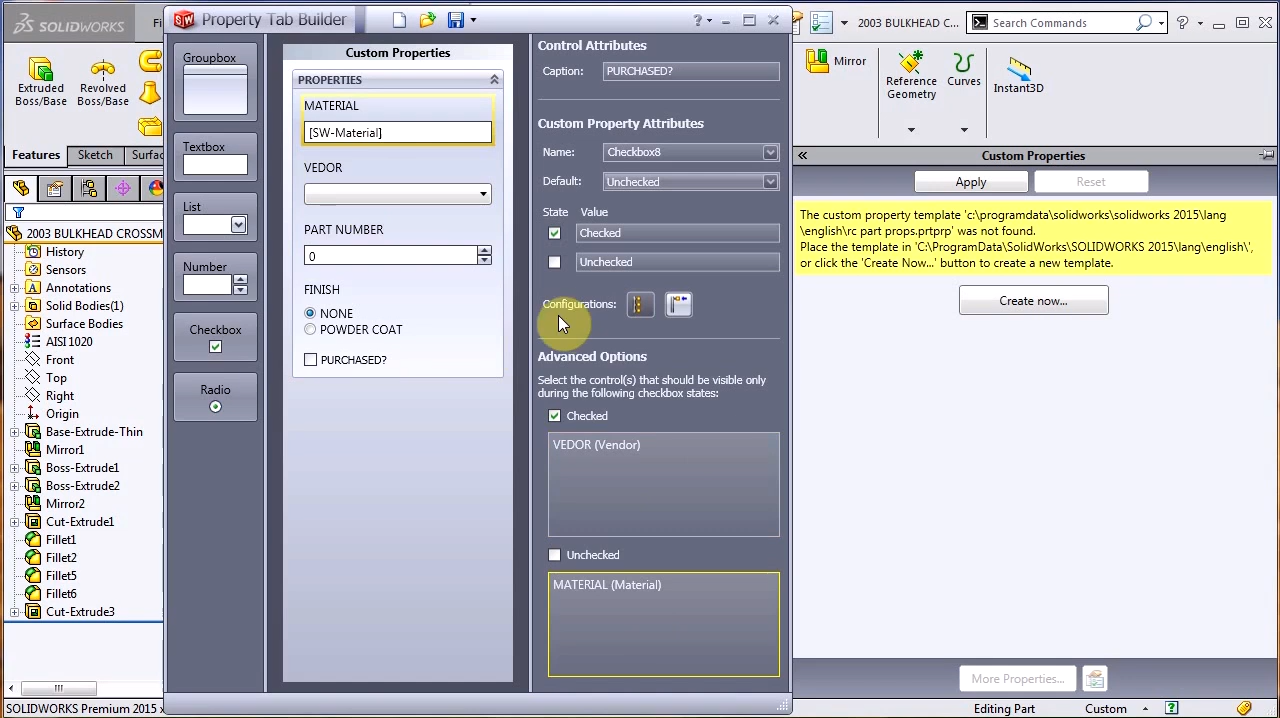 SOLIDWORKS
Fi
Property Tab Builder
2003 BULKHEAD C...
Search Commands
Extruded
Boss/Base
Revolved
Boss/Base
Features
Sketch
Surfac
2003 BULKHEAD CROSSM
History
Sensors
Annotations
Solid Bodies(1)
Surface Bodies
AISI 1020
Front
Top
Right
Origin
Base-Extrude-Thin
Mirror1
Boss-Extrude1
Boss-Extrude2
Mirror2
Cut-Extrude1
Fillet1
Fillet2
Fillet5
Fillet6
Cut-Extrude3
SOLIDWORKS Premium 2015 x
Groupbox
Textbox
List
Number
Checkbox
Radio
Custom Properties
PROPERTIES
MATERIAL
[SW-Material]
VEDOR
PART NUMBER
0
FINISH
NONE
POWDER COAT
PURCHASED?
Control Attributes
Caption: PURCHASED?
Custom Property Attributes
Name: Checkbox8
Default: Unchecked
State Value
Checked
Unchecked
Configurations:
Advanced Options
Select the control(s) that should be visible only
during the following checkbox states:
Checked
VEDOR (Vendor)
Unchecked
MATERIAL (Material)
Mirror
Reference
Geometry
Curves
Instant3D
Custom Properties
Apply
Reset
The custom property template 'c:\programdata\solidworks\solidworks 2015\lang
\english\rc part props.prtprp' was not found.
Place the template in 'C:\ProgramData\SolidWorks\SOLIDWORKS 2015\lang\english\',
or click the 'Create Now...' button to create a new template.
Create now...
More Properties...
Editing Part
Custom